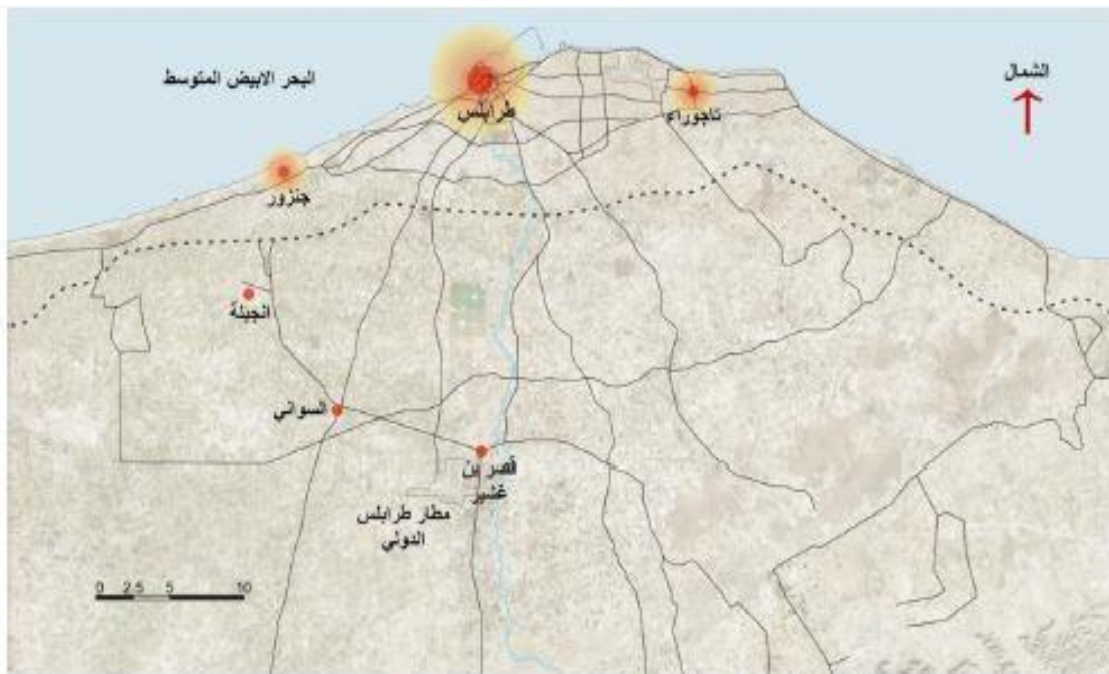 البحر الابيض المتوسط
الشمال
طرابلس
تاجوراء
جنزور
انجيلة
السواني
قصر بن
غشير
مطار طرابلس
الدولي
0 2.5 5 10